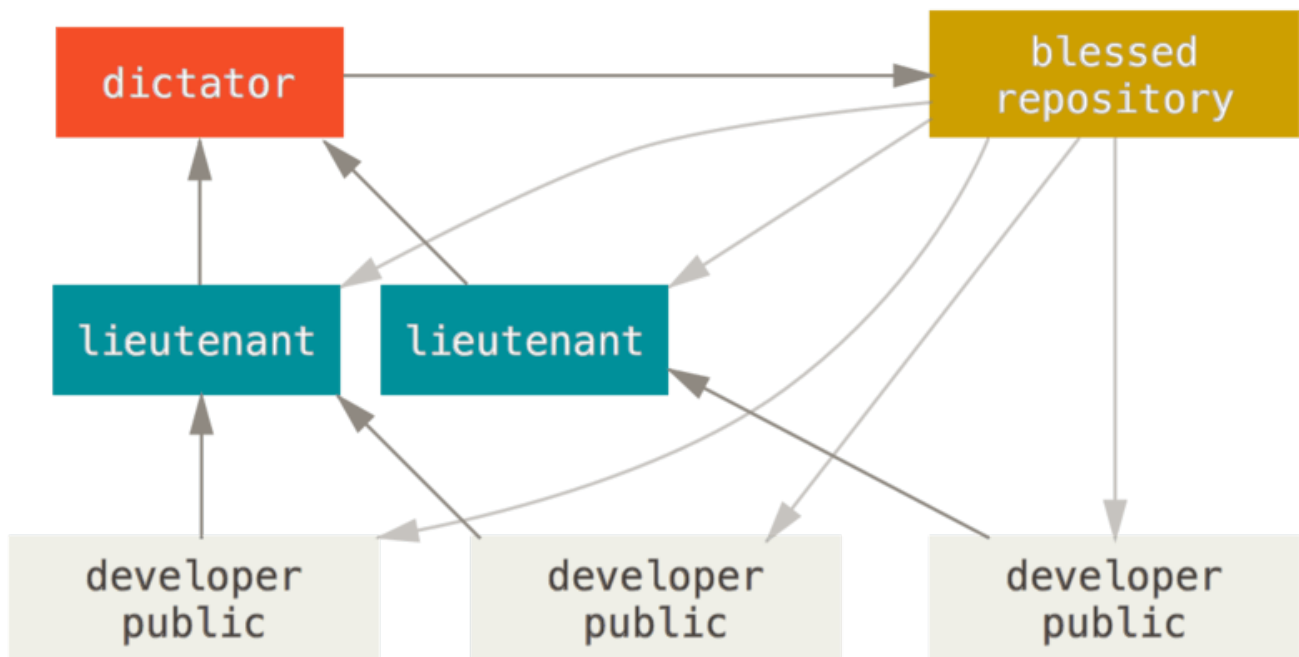 dictator
blessed
repository
lieutenant
lieutenant
developer
public
developer
public
developer
public